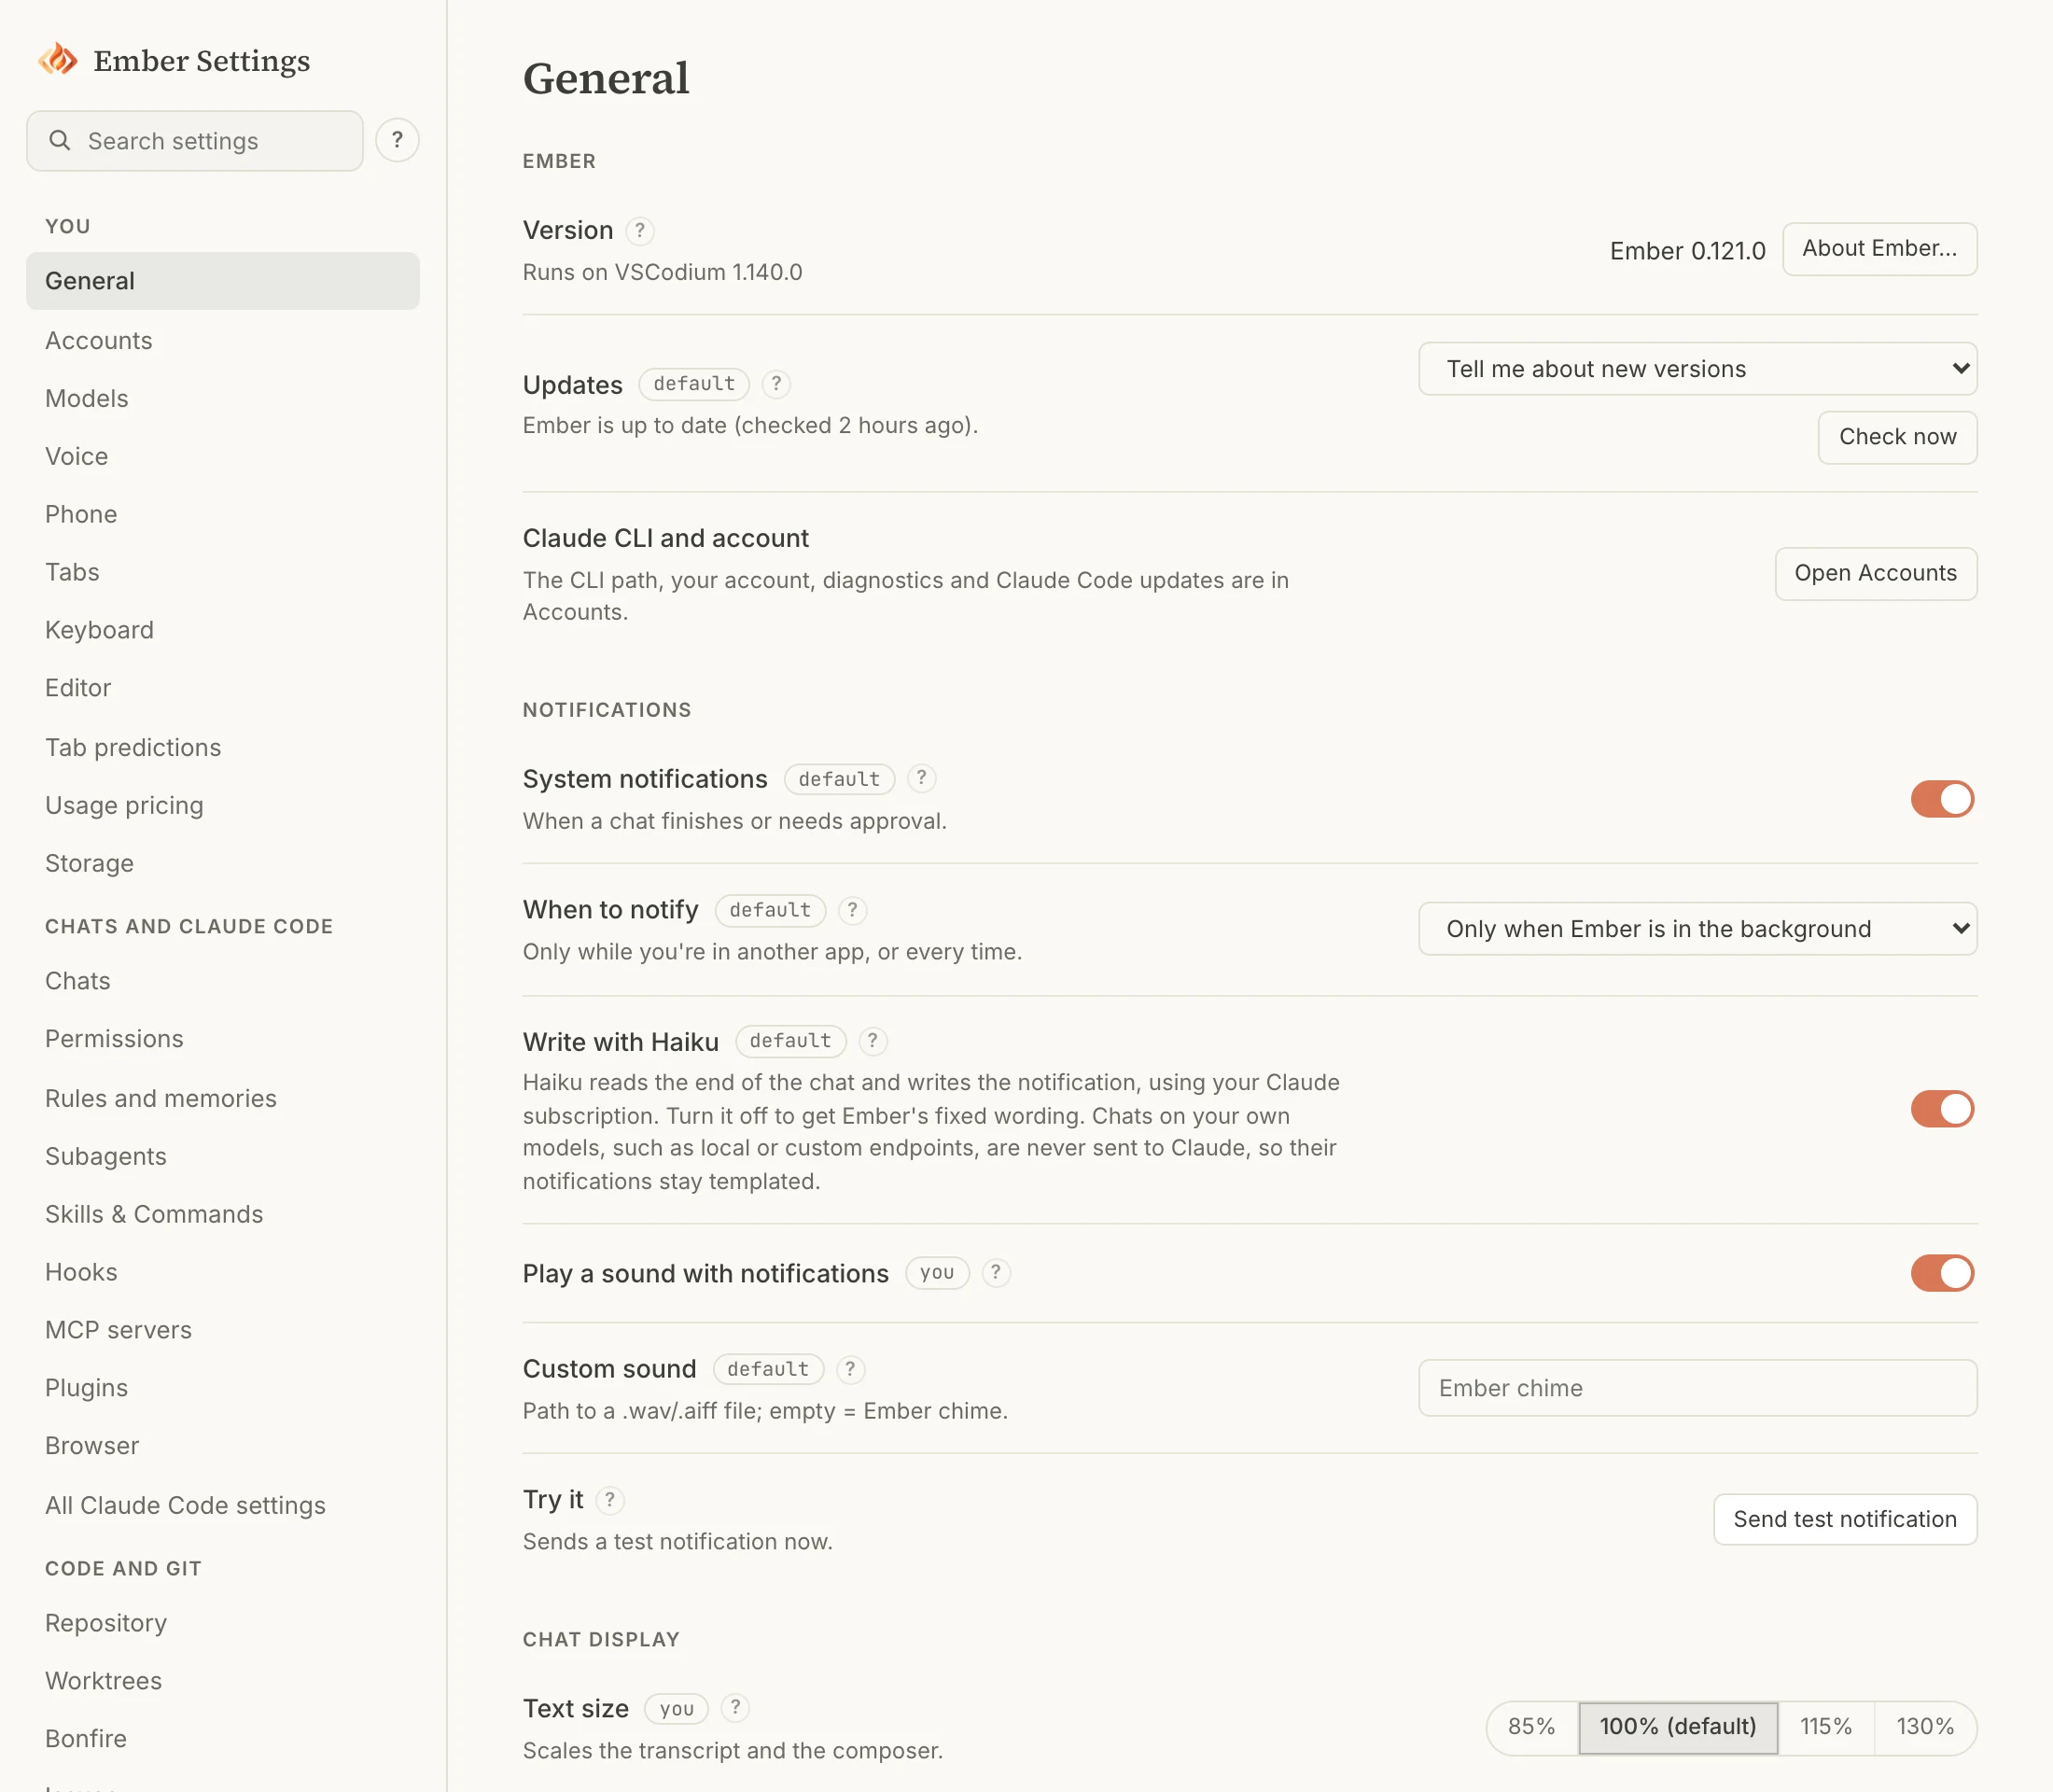 Ember Settings
Search settings
?
YOU
General
Accounts
Models
Voice
Phone
Tabs
Keyboard
Editor
Tab predictions
Usage pricing
Storage
CHATS AND CLAUDE CODE
Chats
Permissions
Rules and memories
Subagents
Skills & Commands
Hooks
MCP servers
Plugins
Browser
All Claude Code settings
CODE AND GIT
Repository
Worktrees
Bonfire
General
EMBER
Version ?
Runs on VSCodium 1.140.0
Ember 0.121.0 About Ember...
Updates default ?
Ember is up to date (checked 2 hours ago).
Tell me about new versions
Check now
Claude CLI and account
The CLI path, your account, diagnostics and Claude Code updates are in
Accounts.
Open Accounts
NOTIFICATIONS
System notifications default ?
When a chat finishes or needs approval.
When to notify default ?
Only while you're in another app, or every time.
Only when Ember is in the background
Write with Haiku default ?
Haiku reads the end of the chat and writes the notification, using your Claude
subscription. Turn it off to get Ember's fixed wording. Chats on your own
models, such as local or custom endpoints, are never sent to Claude, so their
notifications stay templated.
Play a sound with notifications you ?
Custom sound default ?
Path to a .wav/.aiff file; empty = Ember chime.
Ember chime
Try it ?
Sends a test notification now.
Send test notification
CHAT DISPLAY
Text size you ?
Scales the transcript and the composer.
85% 100% (default) 115% 130%